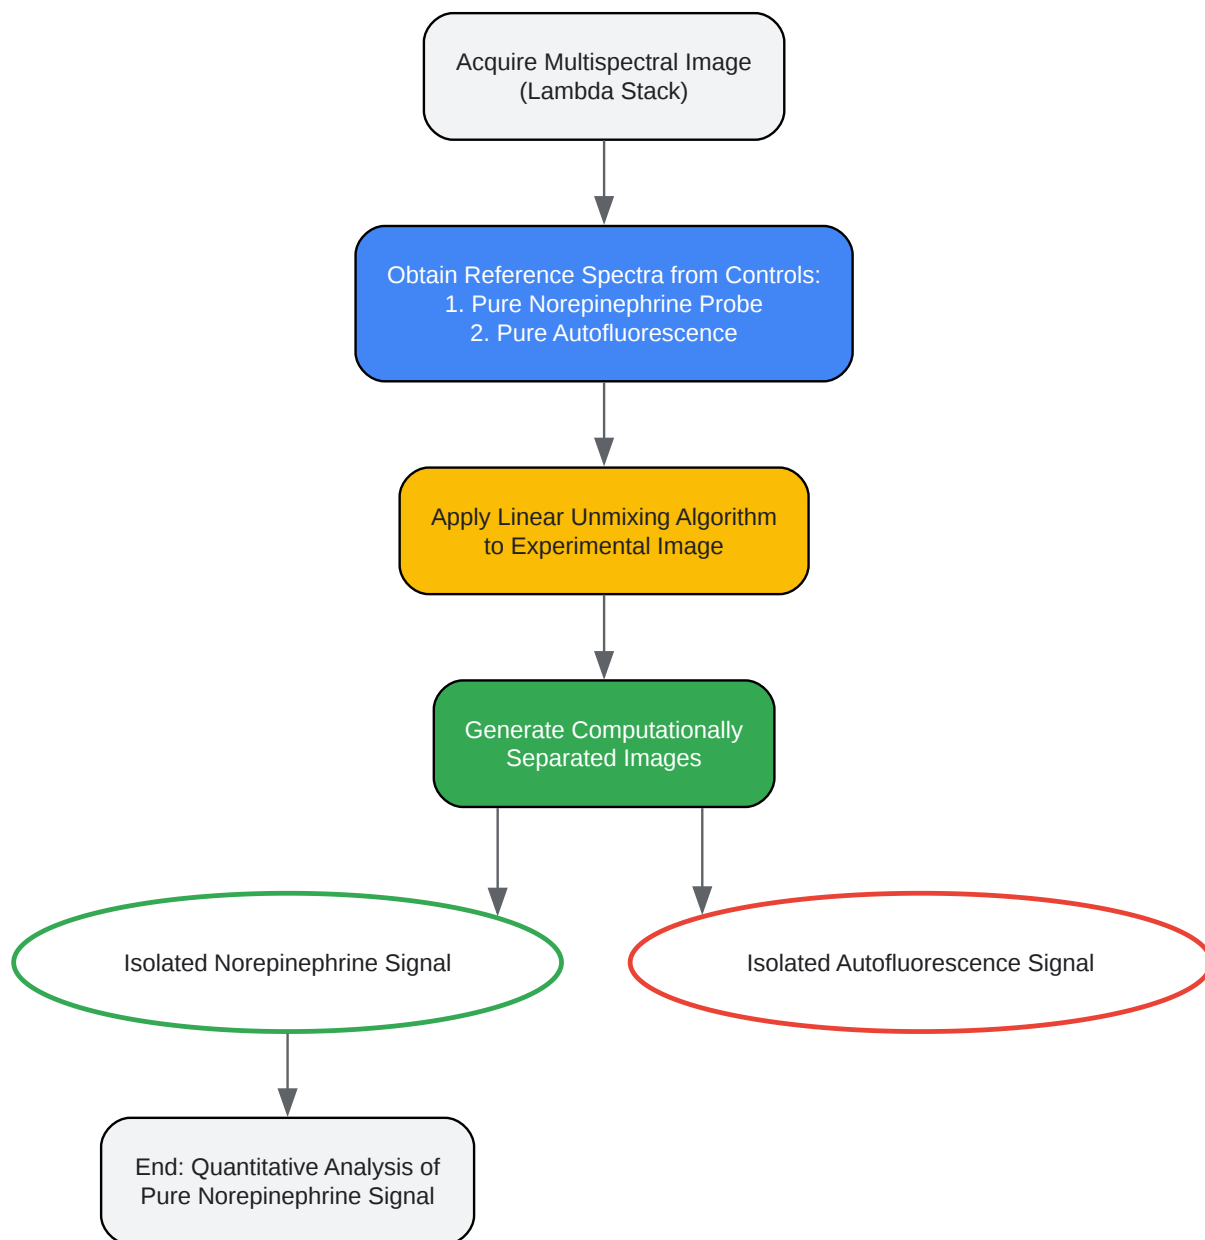 Acquire Multispectral Image
(Lambda Stack)
Obtain Reference Spectra from Controls:
1. Pure Norepinephrine Probe
2. Pure Autofluorescence
Apply Linear Unmixing Algorithm
to Experimental Image
Generate Computationally
Separated Images
Isolated Norepinephrine Signal
Isolated Autofluorescence Signal
End: Quantitative Analysis of
Pure Norepinephrine Signal